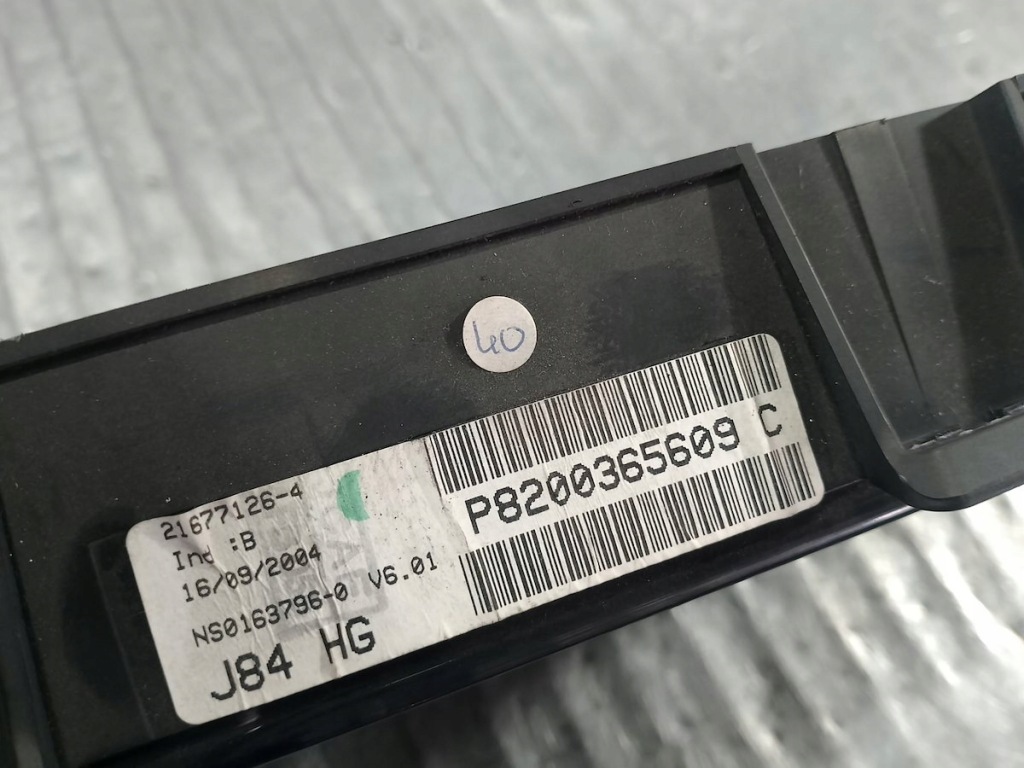 40
21677126-4
Ind :B
16/09/2004
NS0163796-0 V6.01
J84 HG
P8200365609 C